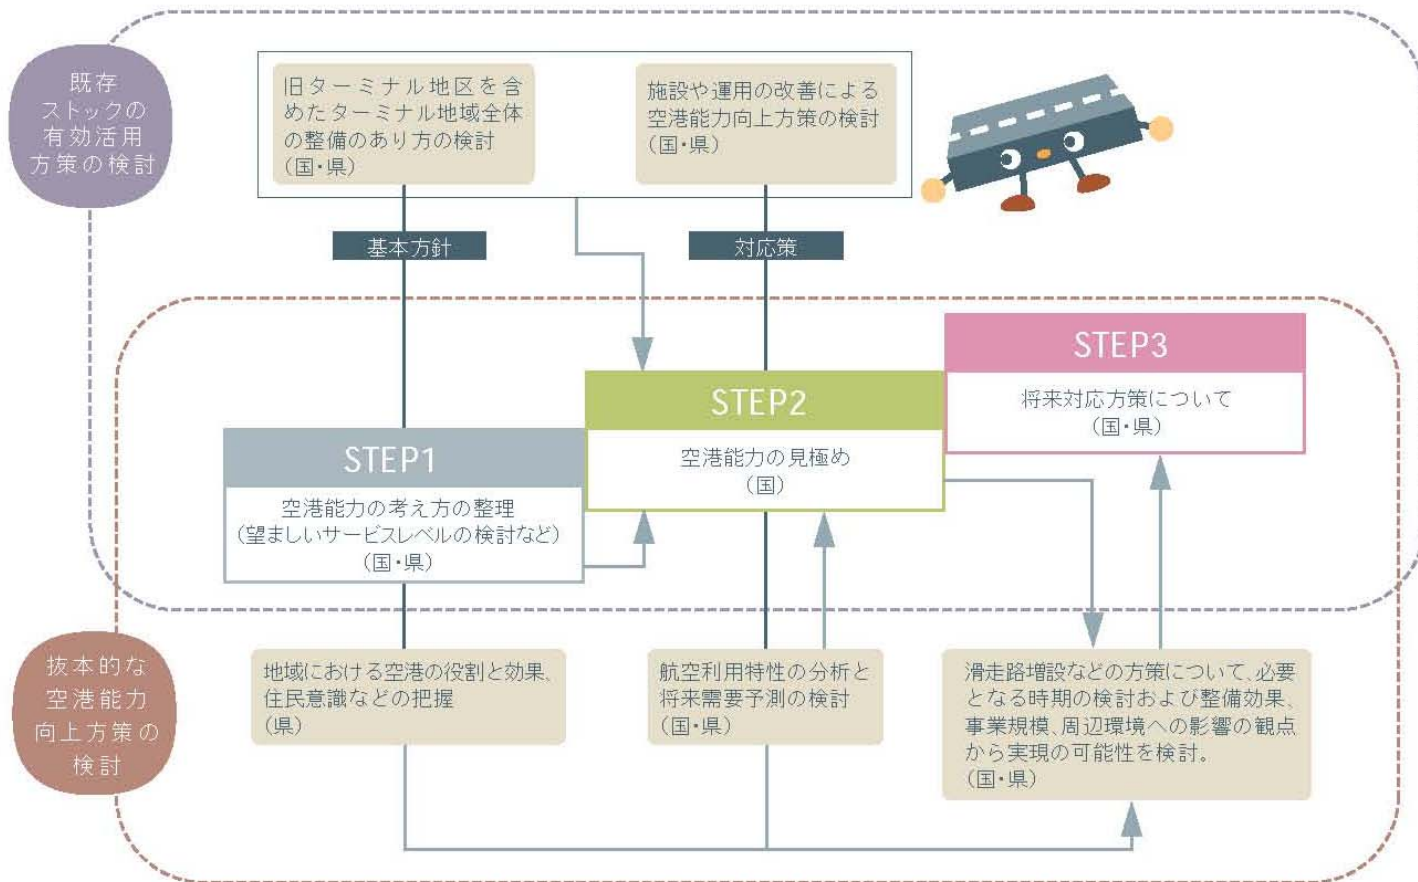 既存
ストックの
有効活用
方策の検討
旧ターミナル地区を含
めたターミナル地域全体
の整備のあり方の検討
(国・県)
施設や運用の改善による
空港能力向上方策の検討
(国・県)
基本方針
対応策
STEP1
空港能力の考え方の整理
(望ましいサービスレベルの検討など)
(国・県)
STEP2
空港能力の見極め
(国)
STEP3
将来対応方策について
(国・県)
抜本的な
空港能力
向上方策の
検討
地域における空港の役割と効果、
住民意識などの把握
(県)
航空利用特性の分析と
将来需要予測の検討
(国・県)
滑走路増設などの方策について、必要
となる時期の検討および整備効果、
事業規模、周辺環境への影響の観点
から実現の可能性を検討。
(国・県)